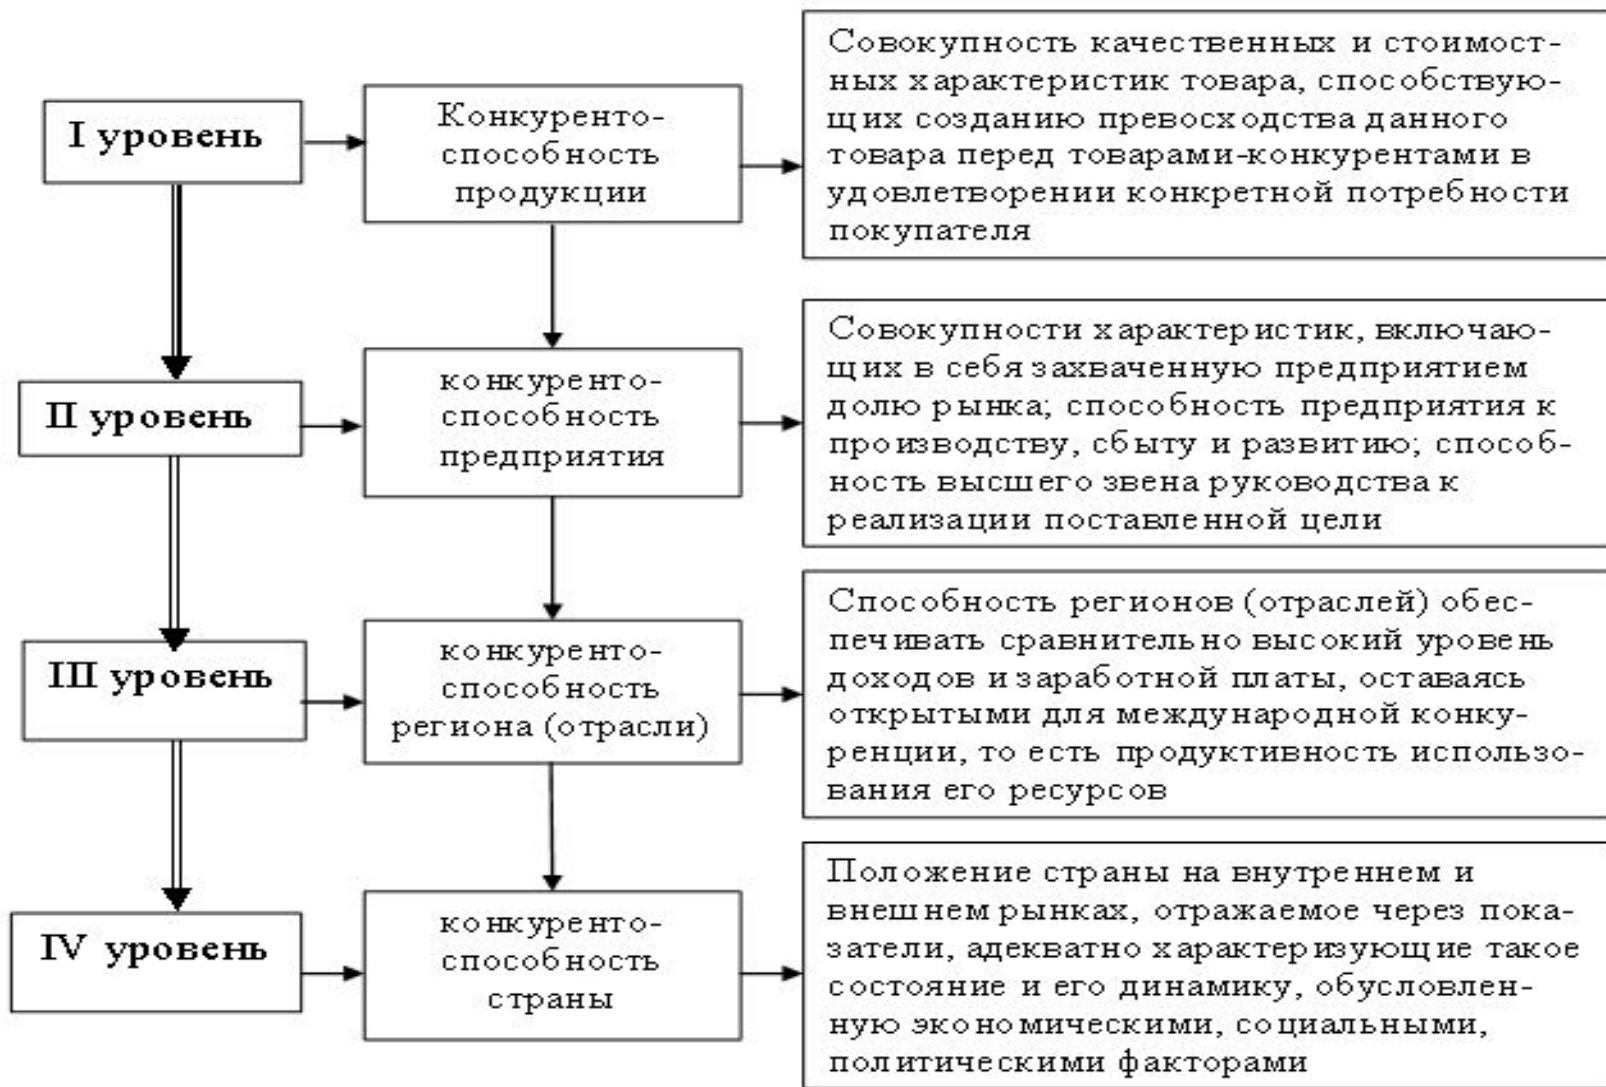 I уровень
Конкуренто-
способность
продукции
Совокупность качественных и стоимост-
ных характеристик товара, способствую-
щих созданию превосходства данного
товара перед товарами-конкурентами в
удовлетворении конкретной потребности
покупателя
II уровень
конкуренто-
способность
предприятия
Совокупности характеристик, включаю-
щих в себя захваченную предприятием
долю рынка; способность предприятия к
производству, сбыту и развитию; способ-
ность высшего звена руководства к
реализации поставленной цели
III уровень
конкуренто-
способность
региона (отрасли)
Способность регионов (отраслей) обес-
печивать сравнительно высокий уровень
доходов и заработной платы, оставаясь
открытыми для международной конку-
ренции, то есть продуктивность использо-
вания его ресурсов
IV уровень
конкуренто-
способность
страны
Положение страны на внутреннем и
внешнем рынках, отражаемое через пока-
затели, адекватно характеризующие такое
состояние и его динамику, обусловлен-
ную экономическими, социальными,
политическими факторами